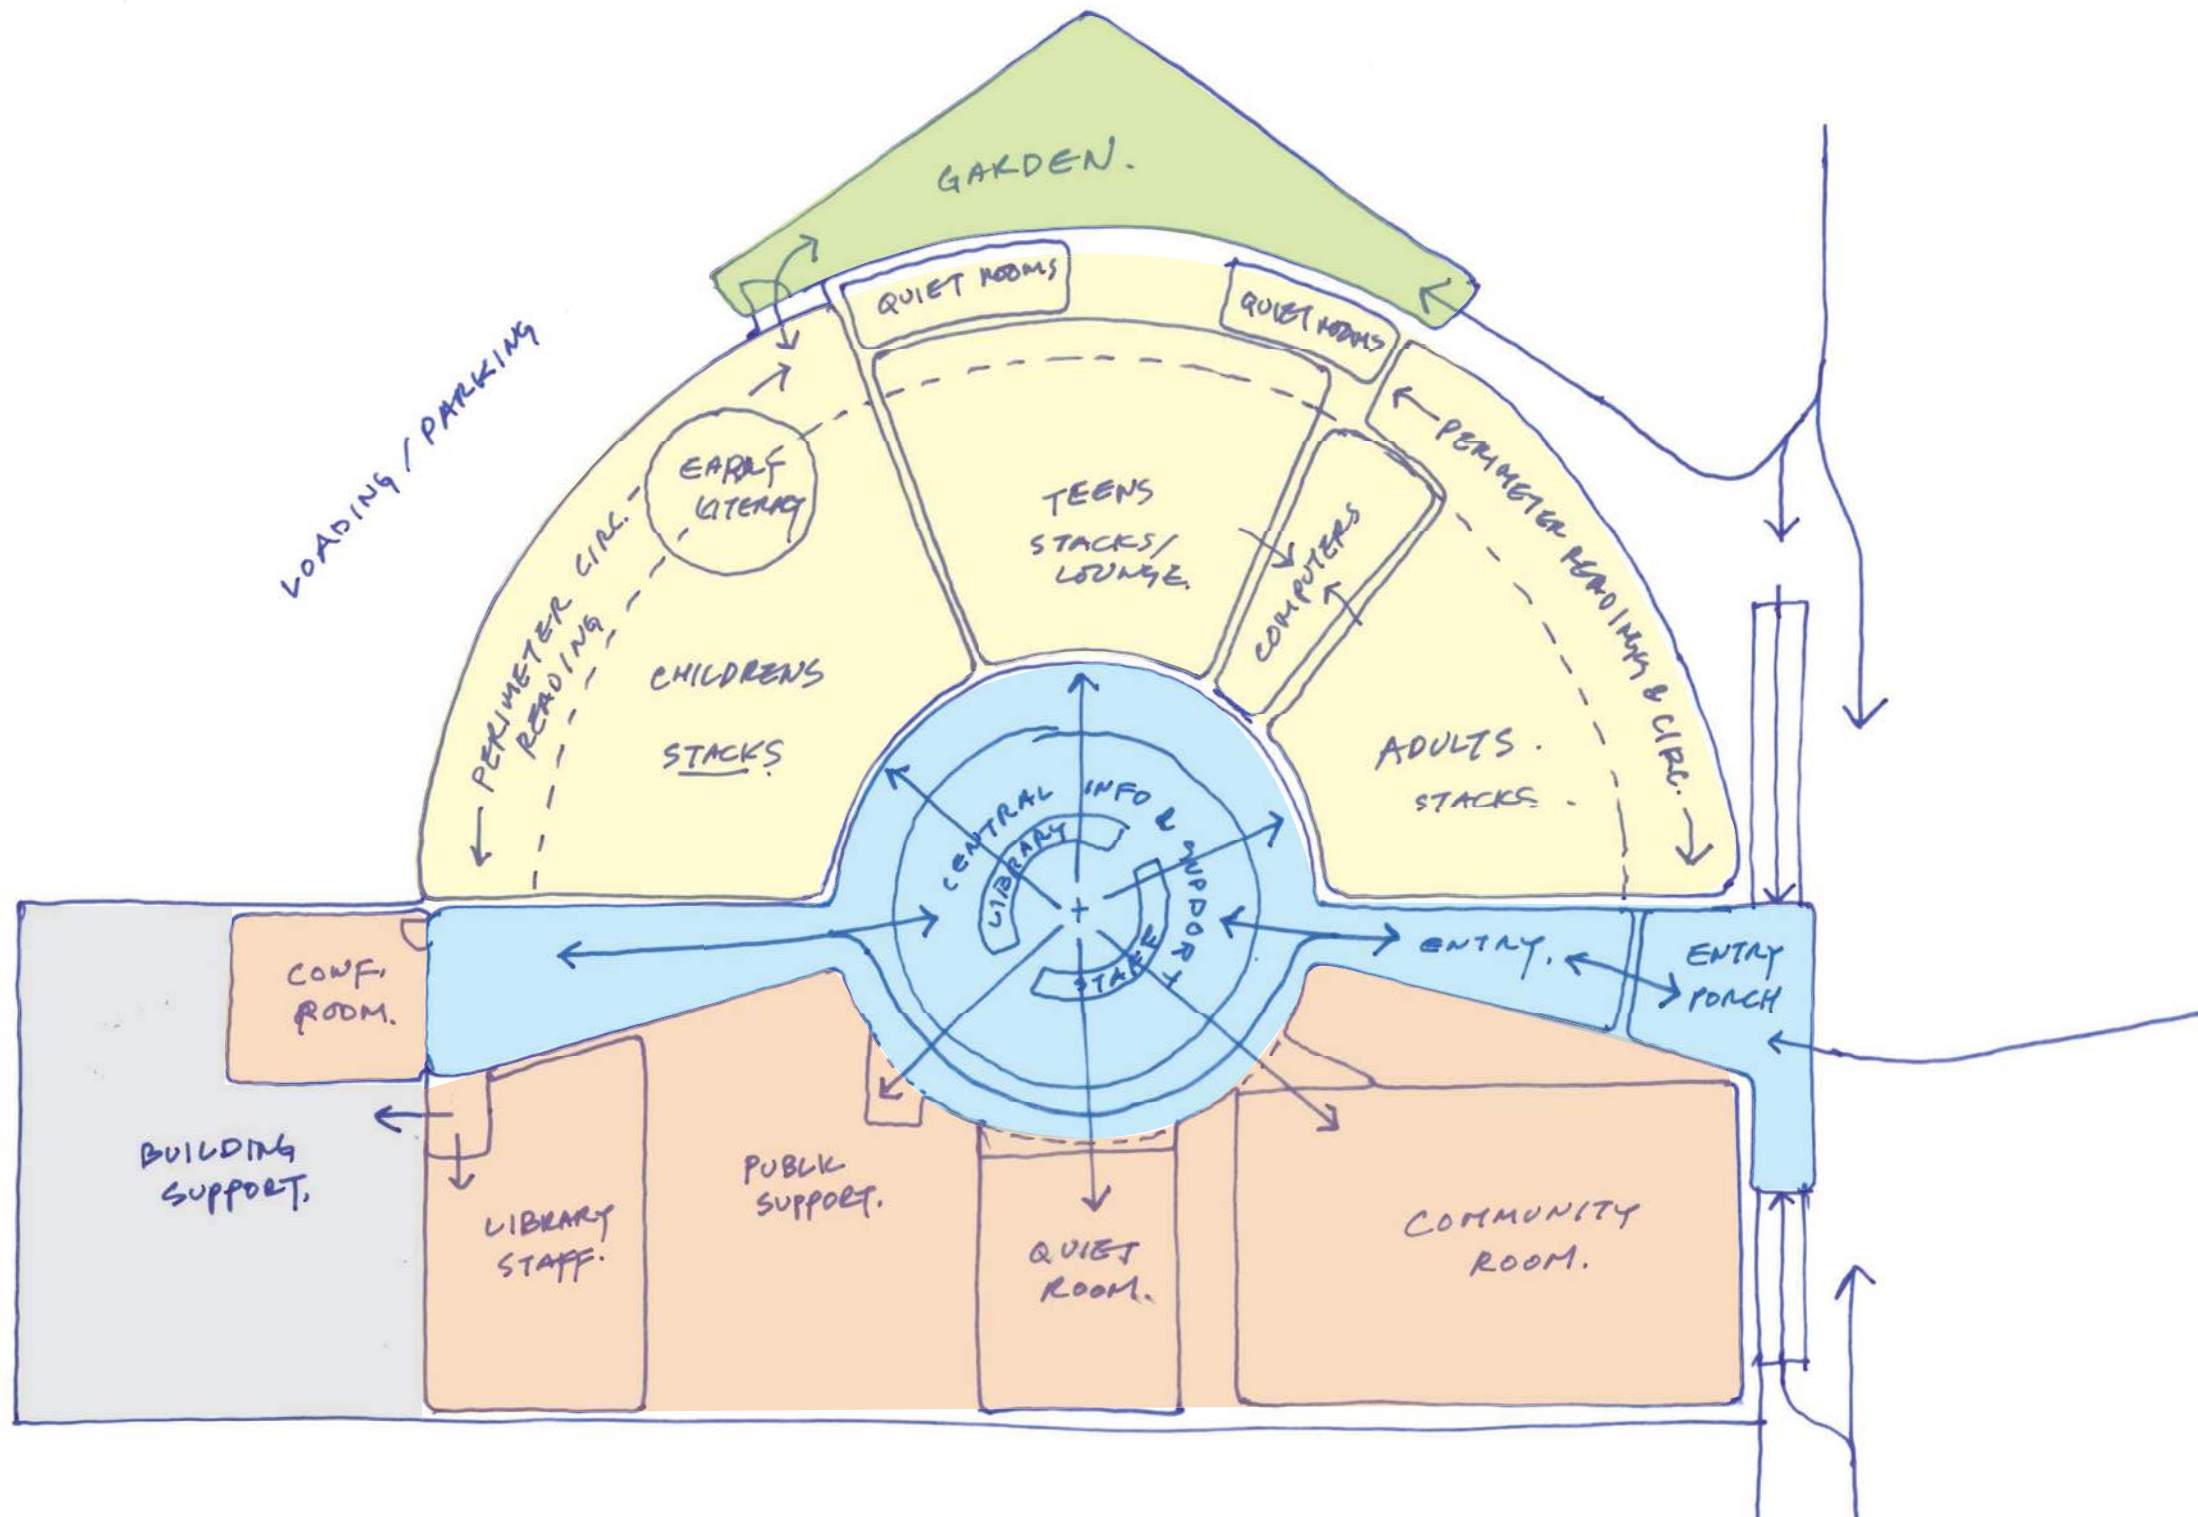 GARDEN.
QUIET ROOMS
QUIET ROOMS
LOADING / PARKING
EARLY
LITERACY
PERIMETER CIRC.
READING
CHILDRENS
STACKS
TEENS
STACKS/
LOUNGE.
COMPUTERS
PERIMETER READINGS & CIRC.
ADULTS.
STACKS.
CENTRAL INFO & SUPPORT
LIBRARY
STAFF
ENTRY.
ENTRY
PORCH
CONF.
ROOM.
BUILDING
SUPPORT.
LIBRARY
STAFF.
PUBLIC
SUPPORT.
QUIET
ROOM.
COMMUNITY
ROOM.